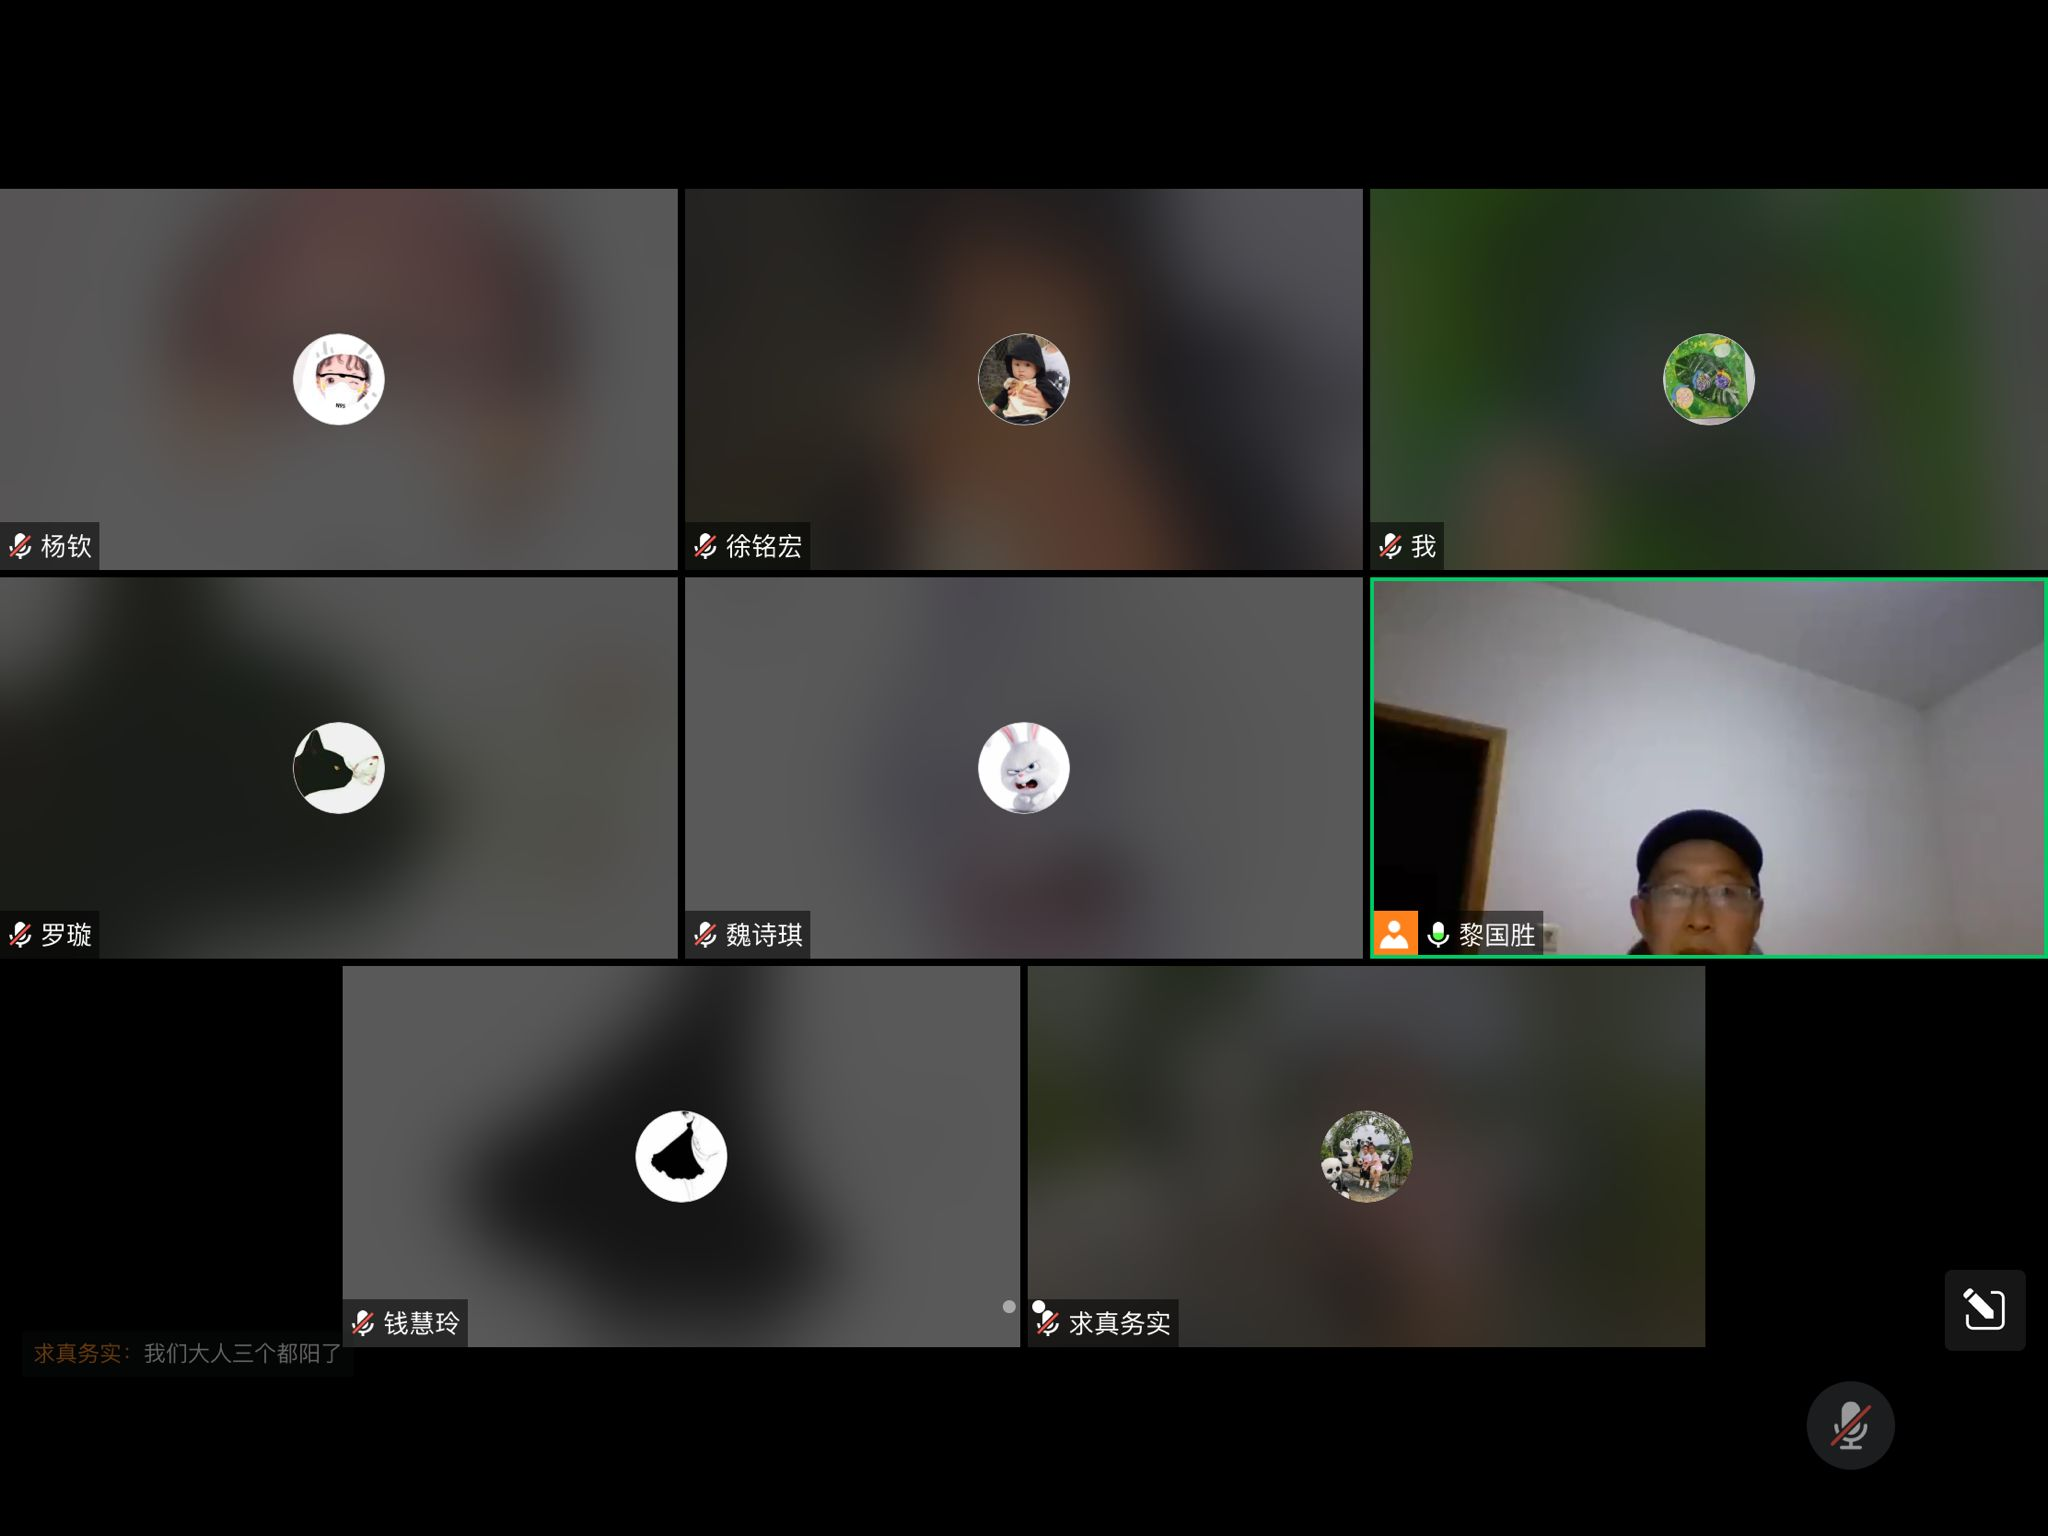 杨钦
徐铭宏
我
罗璇
魏诗琪
黎国胜
钱慧玲
求真务实
求真务实：我们大人三个都阳了